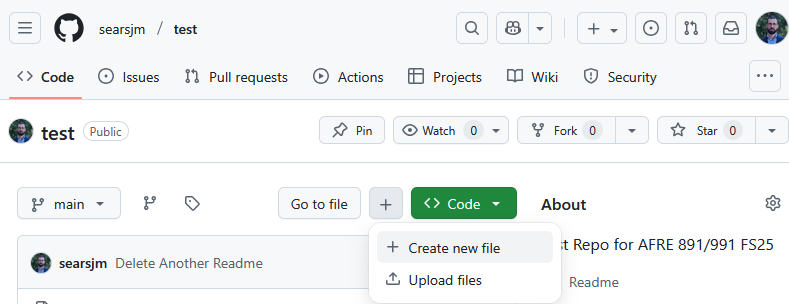 searsjm / test
Code Issues Pull requests Actions Projects Wiki Security
test Public Pin Watch 0 Fork 0 Star 0
main Go to file Code About
Create new file
st Repo for AFRE 891/991 FS25
searsjm Delete Another Readme
Upload files
Readme